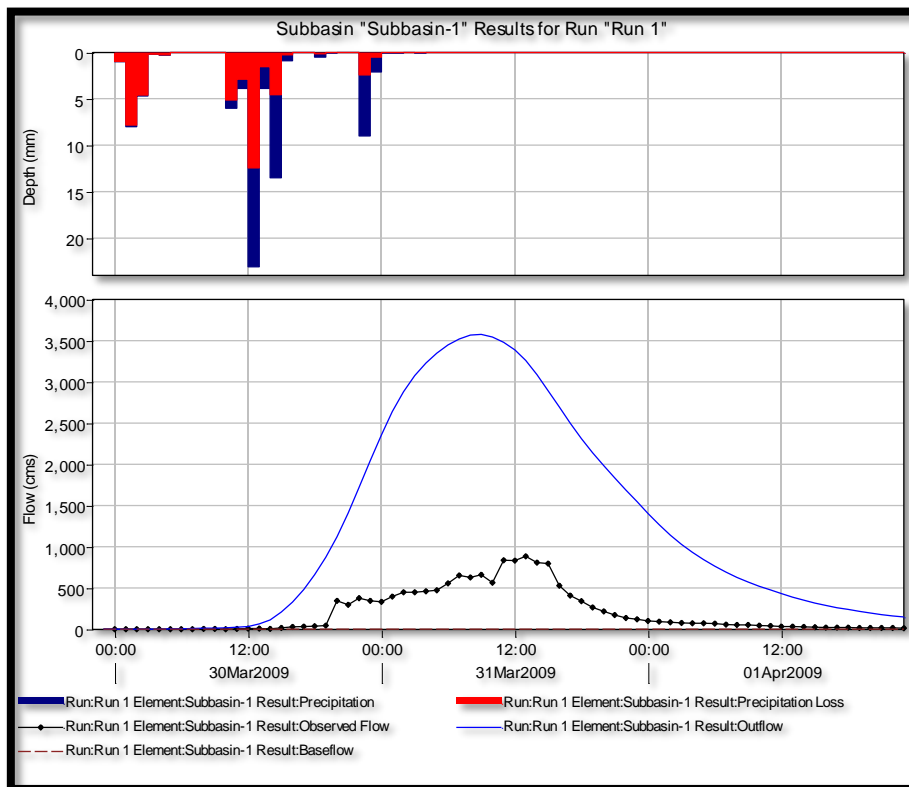 Subbasin "Subbasin-1" Results for Run "Run 1"
0
5
10
15
20
Depth (mm)
4,000
3,500
3,000
2,500
2,000
1,500
1,000
500
0
Flow (cms)
00:00 12:00 00:00 12:00 00:00 12:00
30Mar2009 31Mar2009 01Apr2009
Run:Run 1 Element:Subbasin-1 Result:Precipitation Run:Run 1 Element:Subbasin-1 Result:Precipitation Loss
Run:Run 1 Element:Subbasin-1 Result:Observed Flow Run:Run 1 Element:Subbasin-1 Result:Outflow
Run:Run 1 Element:Subbasin-1 Result:Baseflow